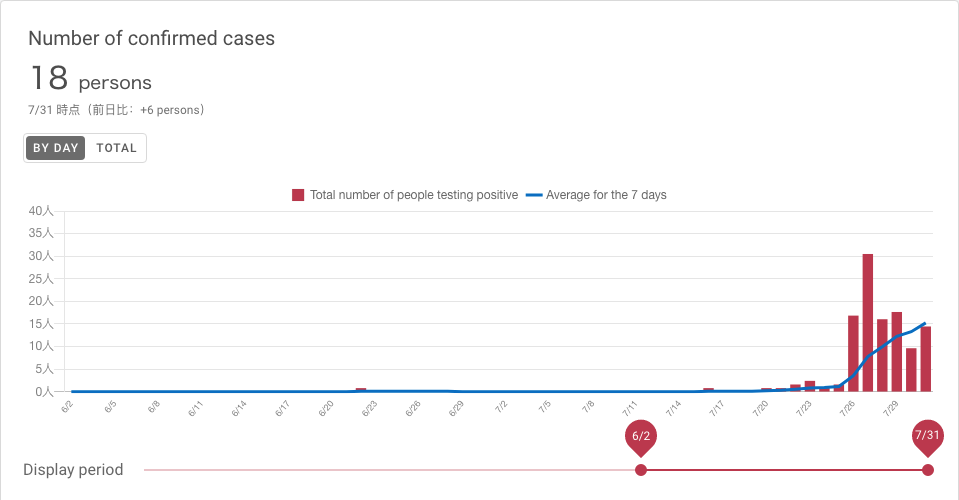 Number of confirmed cases
18 persons
7/31 時点（前日比：+6 persons）
BY DAY TOTAL
Total number of people testing positive Average for the 7 days
40人
35人
30人
25人
20人
15人
10人
5人
0人
6/2 6/5 6/8 6/11 6/14 6/17 6/20 6/23 6/26 6/29 7/2 7/5 7/8 7/11 7/14 7/17 7/20 7/23 7/26 7/29
6/2 7/31
Display period